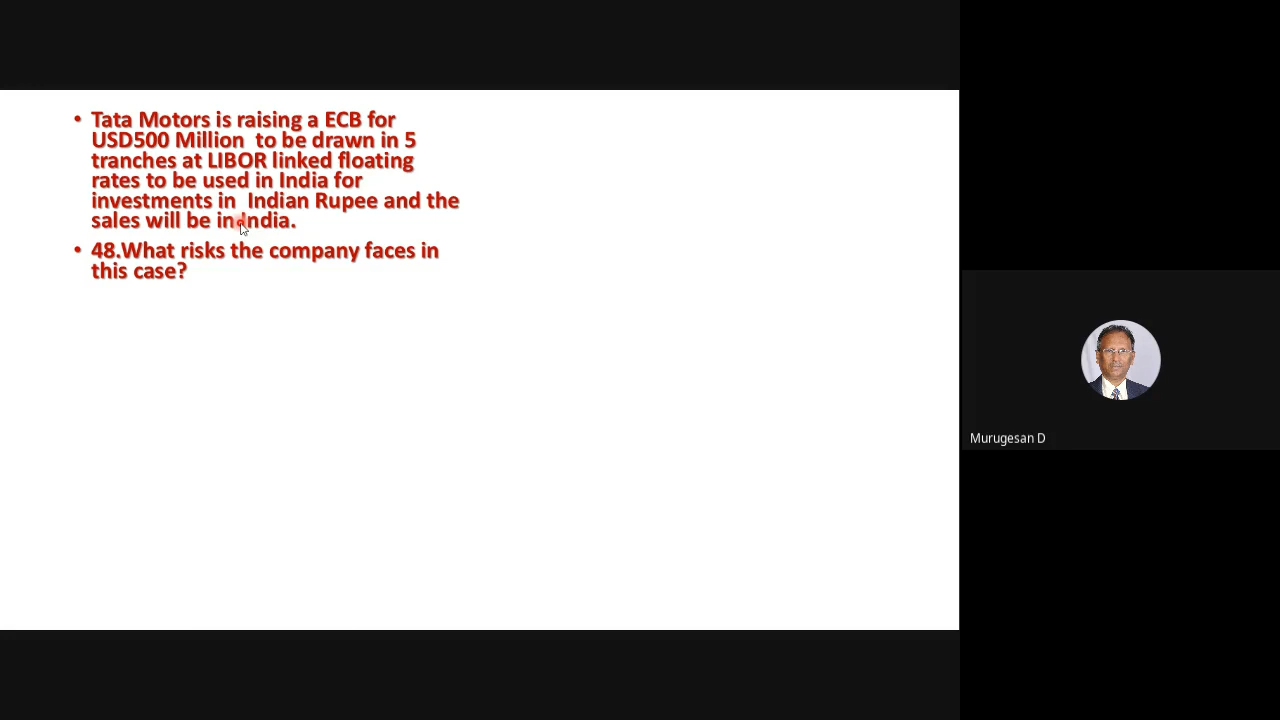 • Tata Motors is raising a ECB for
USD500 Million  to be drawn in 5
tranches at LIBOR linked floating
rates to be used in India for
investments in  Indian Rupee and the
sales will be in India.
• 48.What risks the company faces in
this case?
Murugesan D